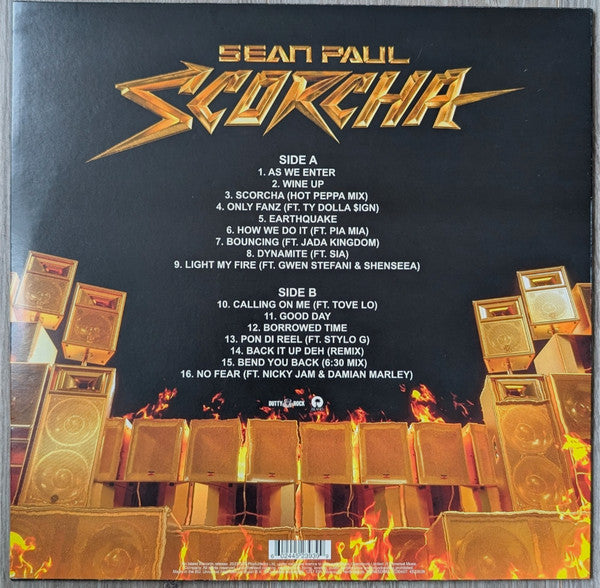 SEAN PAUL
SCORCHA
SIDE A
1. AS WE ENTER
2. WINE UP
3. SCORCHA (HOT PEPPA MIX)
4. ONLY FANZ (FT. TY DOLLA $IGN)
5. EARTHQUAKE
6. HOW WE DO IT (FT. PIA MIA)
7. BOUNCING (FT. JADA KINGDOM)
8. DYNAMITE (FT. SIA)
9. LIGHT MY FIRE (FT. GWEN STEFANI & SHENSEEA)
SIDE B
10. CALLING ON ME (FT. TOVE LO)
11. GOOD DAY
12. BORROWED TIME
13. PON DI REEL (FT. STYLO G)
14. BACK IT UP DEH (REMIX)
15. BEND YOU BACK (6:30 MIX)
16. NO FEAR (FT. NICKY JAM & DAMIAN MARLEY)
DUTTY ROCK